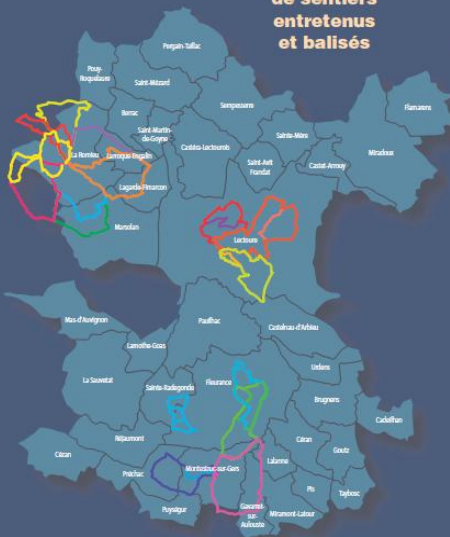 de sentiers
entretenus
et balisés
Pergain-Taillac
Pouy-
Roquelaure
Saint-Mézard
Flamarens
Sempesserre
Berrac
Saint-Martin-
de-Goyne
Sainte-Mère
Castéra-Lectourois
Miradoux
La Romieu
Larroque-Engalin
Saint-Avit
Frandat
Castet-Arrouy
Lagarde-Fimarcon
Marsolan
Lectoure
Mas-d'Auvignon
Pauilhac
Castelnau-d'Arbieu
Lamothe-Goas
Urdens
La Sauvetat
Sainte-Radegonde
Fleurance
Brugnens
Cadeilhan
Réjaumont
Céran
Goutz
Cézan
Préchac
Montestruc-sur-Gers
Lalanne
Pis
Taybosc
Puységur
Gavarret-
sur-
Aulouste
Miramont-Latour